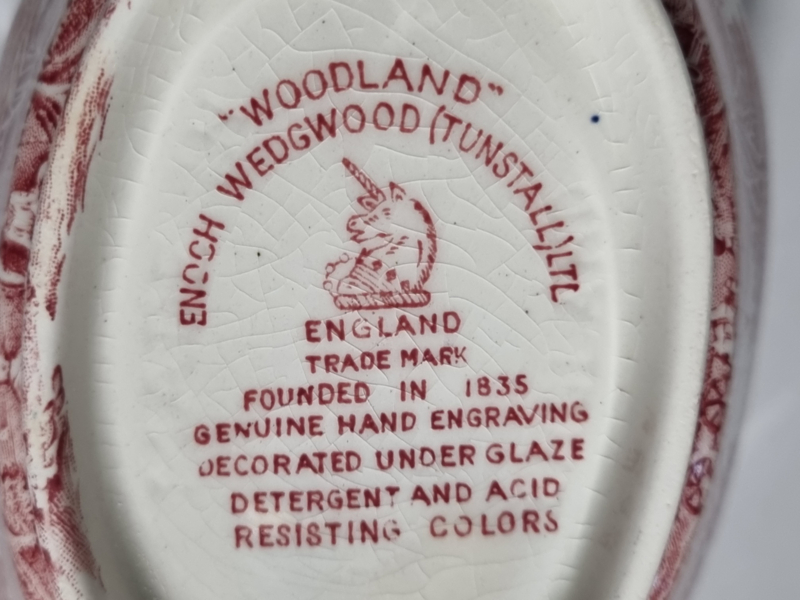 "WOODLAND"
ENOCH WEDGWOOD (TUNSTALL) LTD
ENGLAND
TRADE MARK
FOUNDED IN 1835
GENUINE HAND ENGRAVING
DECORATED UNDER GLAZE
DETERGENT AND ACID
RESISTING COLORS